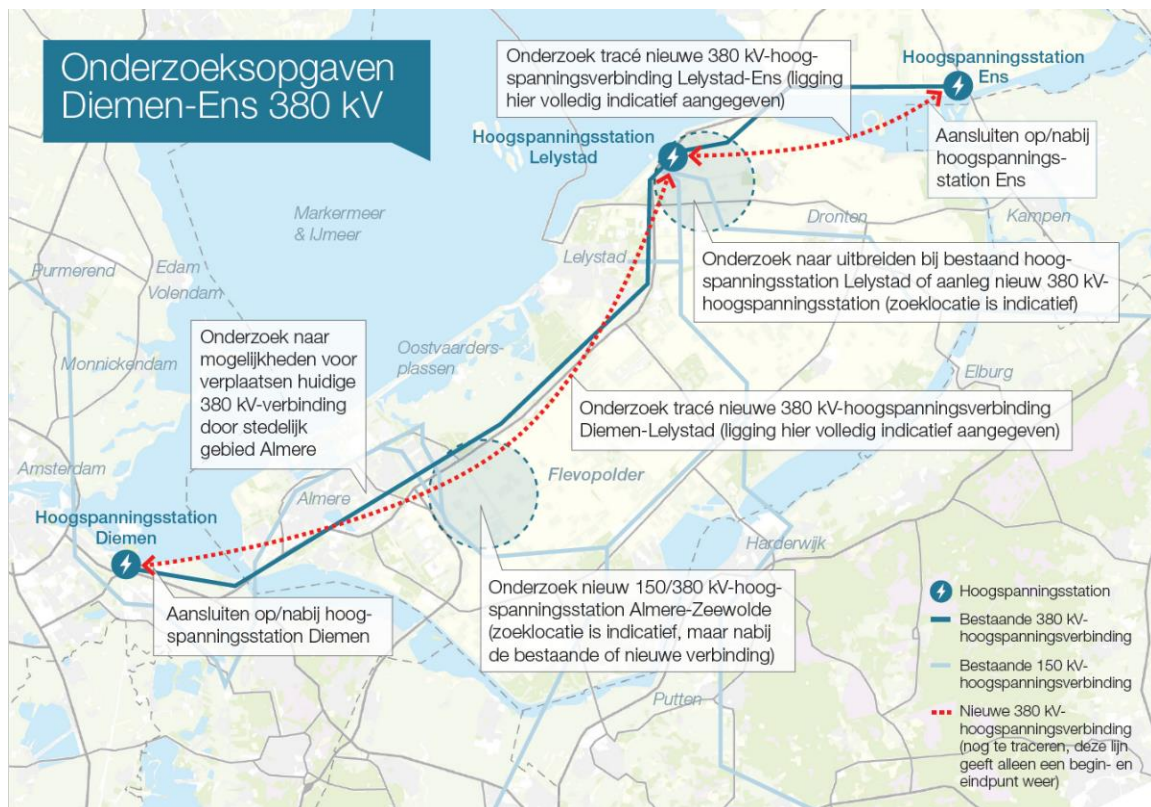 Onderzoeksopgaven
Diemen-Ens 380 kV
Onderzoek tracé nieuwe 380 kV-hoog-
spanningsverbinding Lelystad-Ens (ligging
hier volledig indicatief aangegeven)
Hoogspanningsstation
Ens
Hoogspanningsstation
Lelystad
Aansluiten op/nabij
hoogspannings-
station Ens
Markermeer
& IJmeer
Dronten
Kampen
Purmerend
Edam
Volendam
Lelystad
Onderzoek naar uitbreiden bij bestaand hoog-
spanningsstation Lelystad of aanleg nieuw 380 kV-
hoogspanningsstation (zoeklocatie is indicatief)
Onderzoek naar
mogelijkheden voor
verplaatsen huidige
380 kV-verbinding
door stedelijk
gebied Almere
Monnickendam
Oostvaarders-
plassen
Elburg
Onderzoek tracé nieuwe 380 kV-hoogspanningsverbinding
Diemen-Lelystad (ligging hier volledig indicatief aangegeven)
Amsterdam
Almere
Flevopolder
Hoogspanningsstation
Diemen
Harderwijk
Aansluiten op/nabij hoog-
spanningsstation Diemen
Onderzoek nieuw 150/380 kV-hoog-
spanningsstation Almere-Zeewolde
(zoeklocatie is indicatief, maar nabij
de bestaande of nieuwe verbinding)
Putten
Hoogspanningsstation
Bestaande 380 kV-
hoogspanningsverbinding
Bestaande 150 kV-
hoogspanningsverbinding
Nieuwe 380 kV-
hoogspanningsverbinding
(nog te traceren, deze lijn
geeft alleen een begin- en
eindpunt weer)